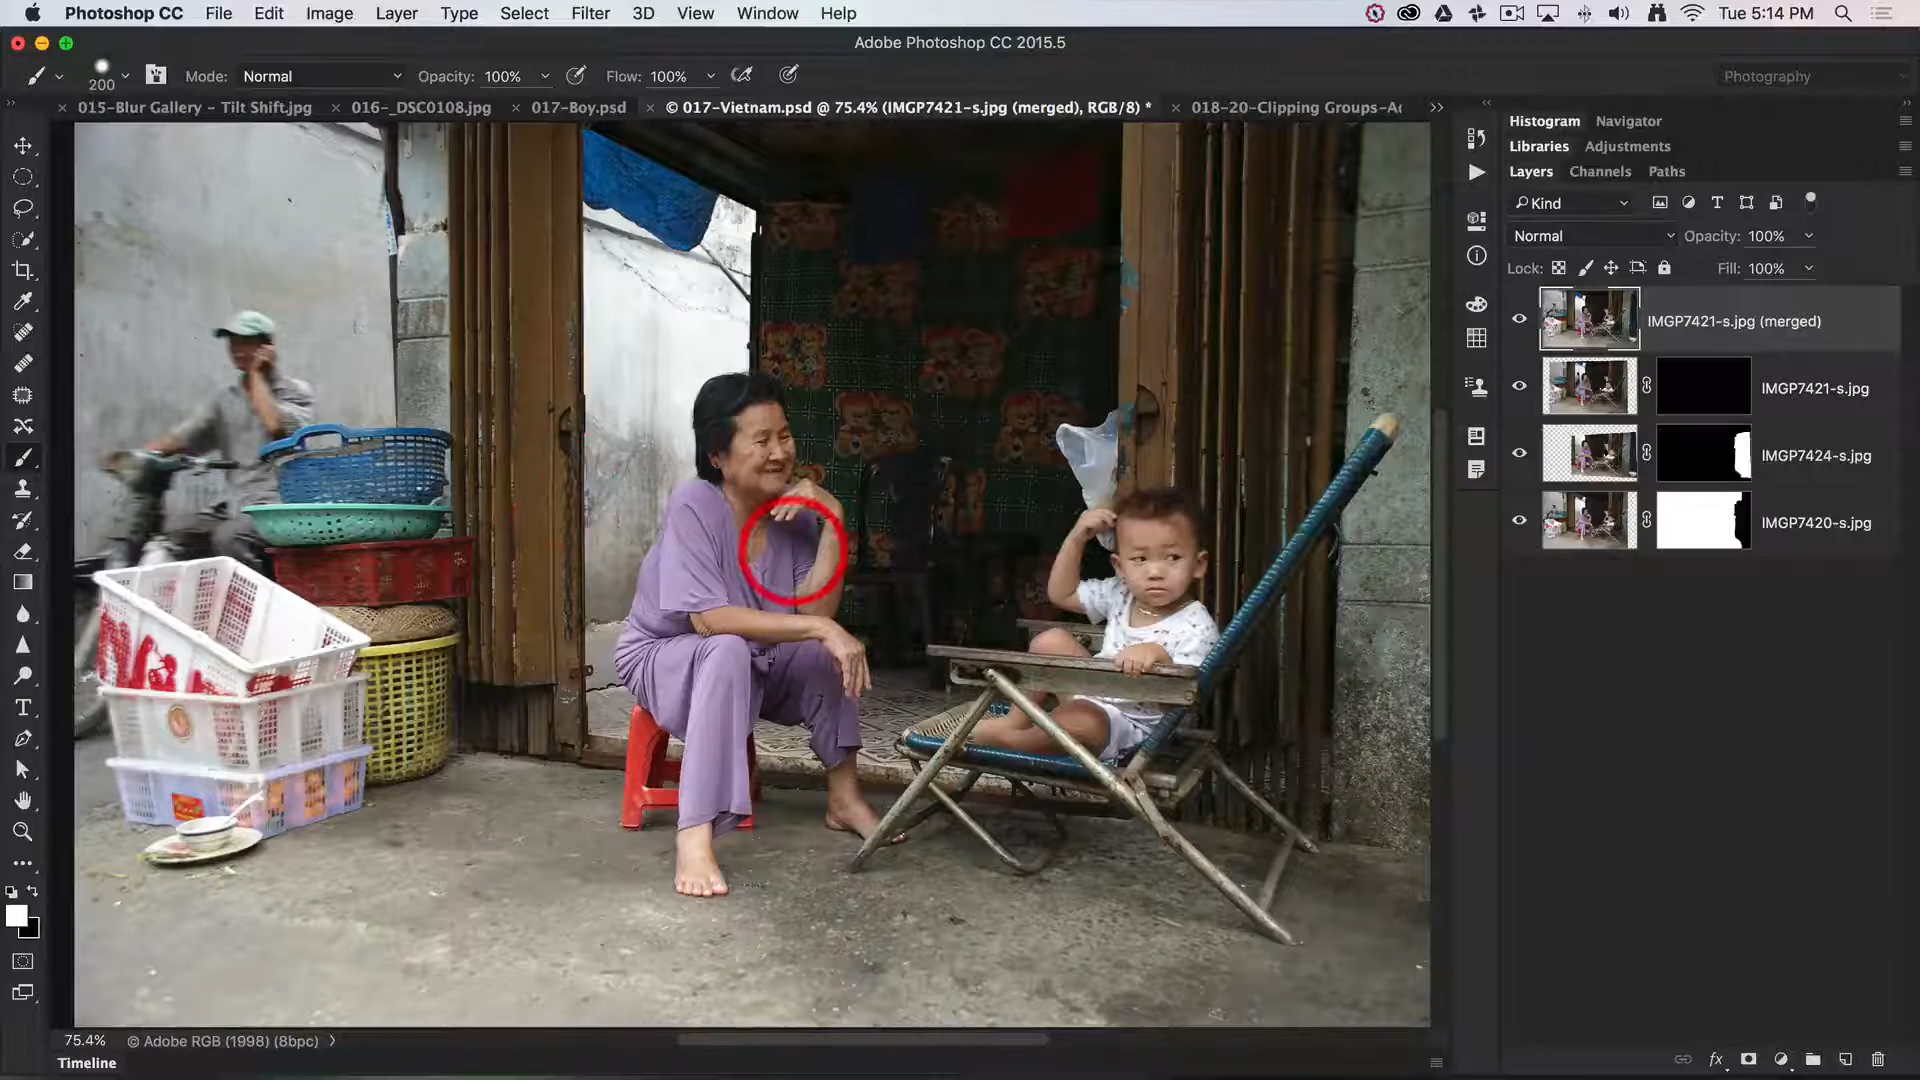 Photoshop CC File Edit Image Layer Type Select Filter 3D View Window Help Tue 5:14 PM
Adobe Photoshop CC 2015.5
200 Mode: Normal Opacity: 100% Flow: 100% Photography
015-Blur Gallery - Tilt Shift.jpg 016-_DSC0108.jpg 017-Boy.psd © 017-Vietnam.psd @ 75.4% (IMGP7421-s.jpg (merged), RGB/8) * 018-20-Clipping Groups-Ac
Histogram Navigator
Libraries Adjustments
Layers Channels Paths
Kind
Normal Opacity: 100%
Lock: Fill: 100%
IMGP7421-s.jpg (merged)
IMGP7421-s.jpg
IMGP7424-s.jpg
IMGP7420-s.jpg
75.4% © Adobe RGB (1998) (8bpc)
Timeline